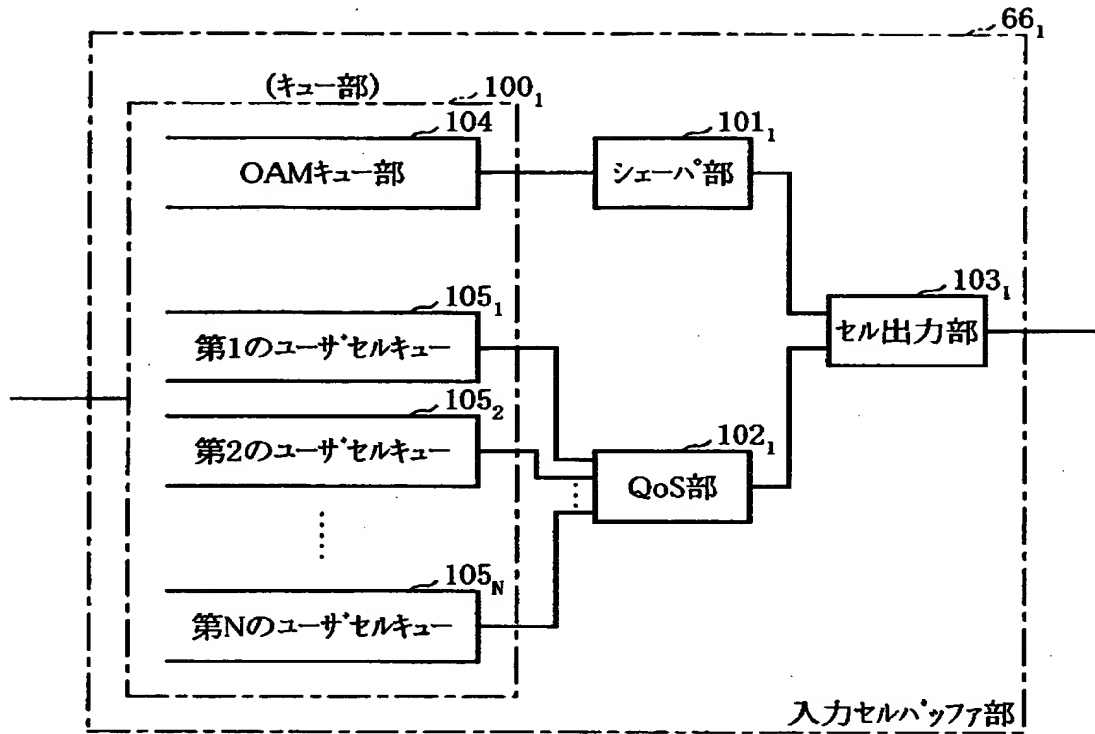 66₁
(キュー部)
100₁
104
OAMキュー部
101₁
シェーパ部
105₁
第1のユーザセルキュー
103₁
セル出力部
105₂
第2のユーザセルキュー
102₁
QoS部
105N
第Nのユーザセルキュー
入力セルバッファ部